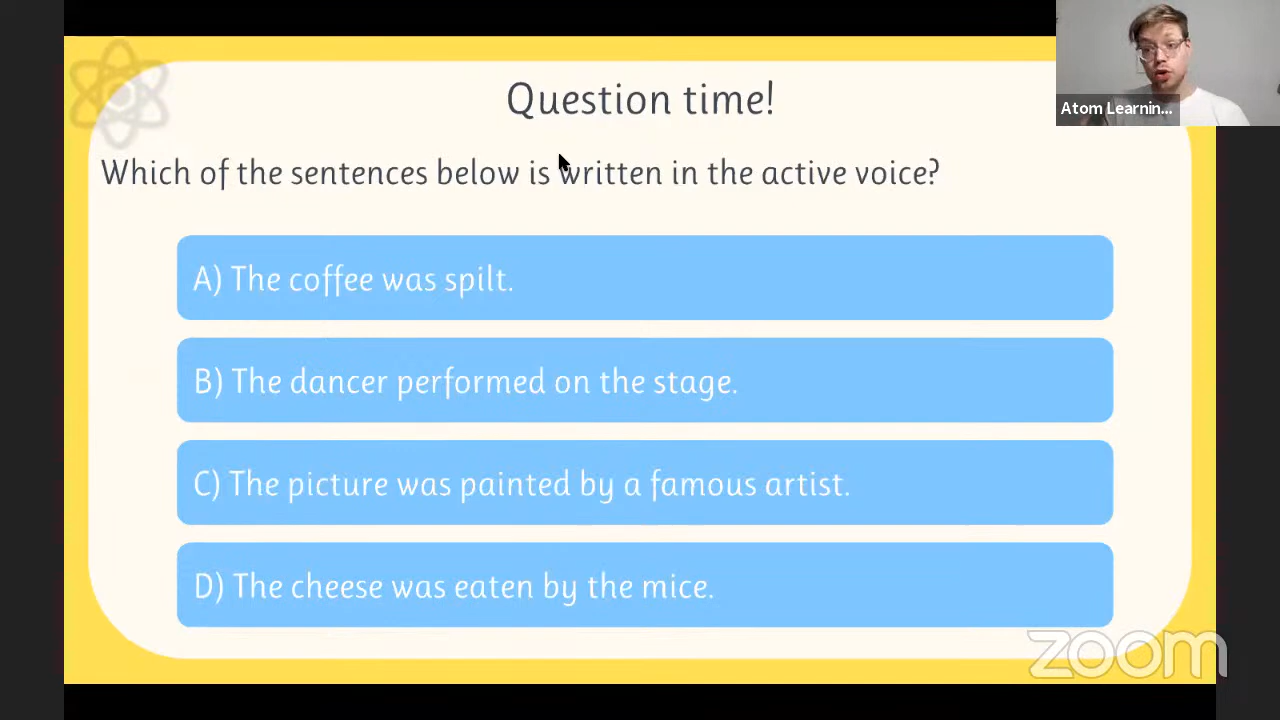 Question time!
Atom Learnin...
Which of the sentences below is written in the active voice?
A) The coffee was spilt.
B) The dancer performed on the stage.
C) The picture was painted by a famous artist.
D) The cheese was eaten by the mice.
zoom